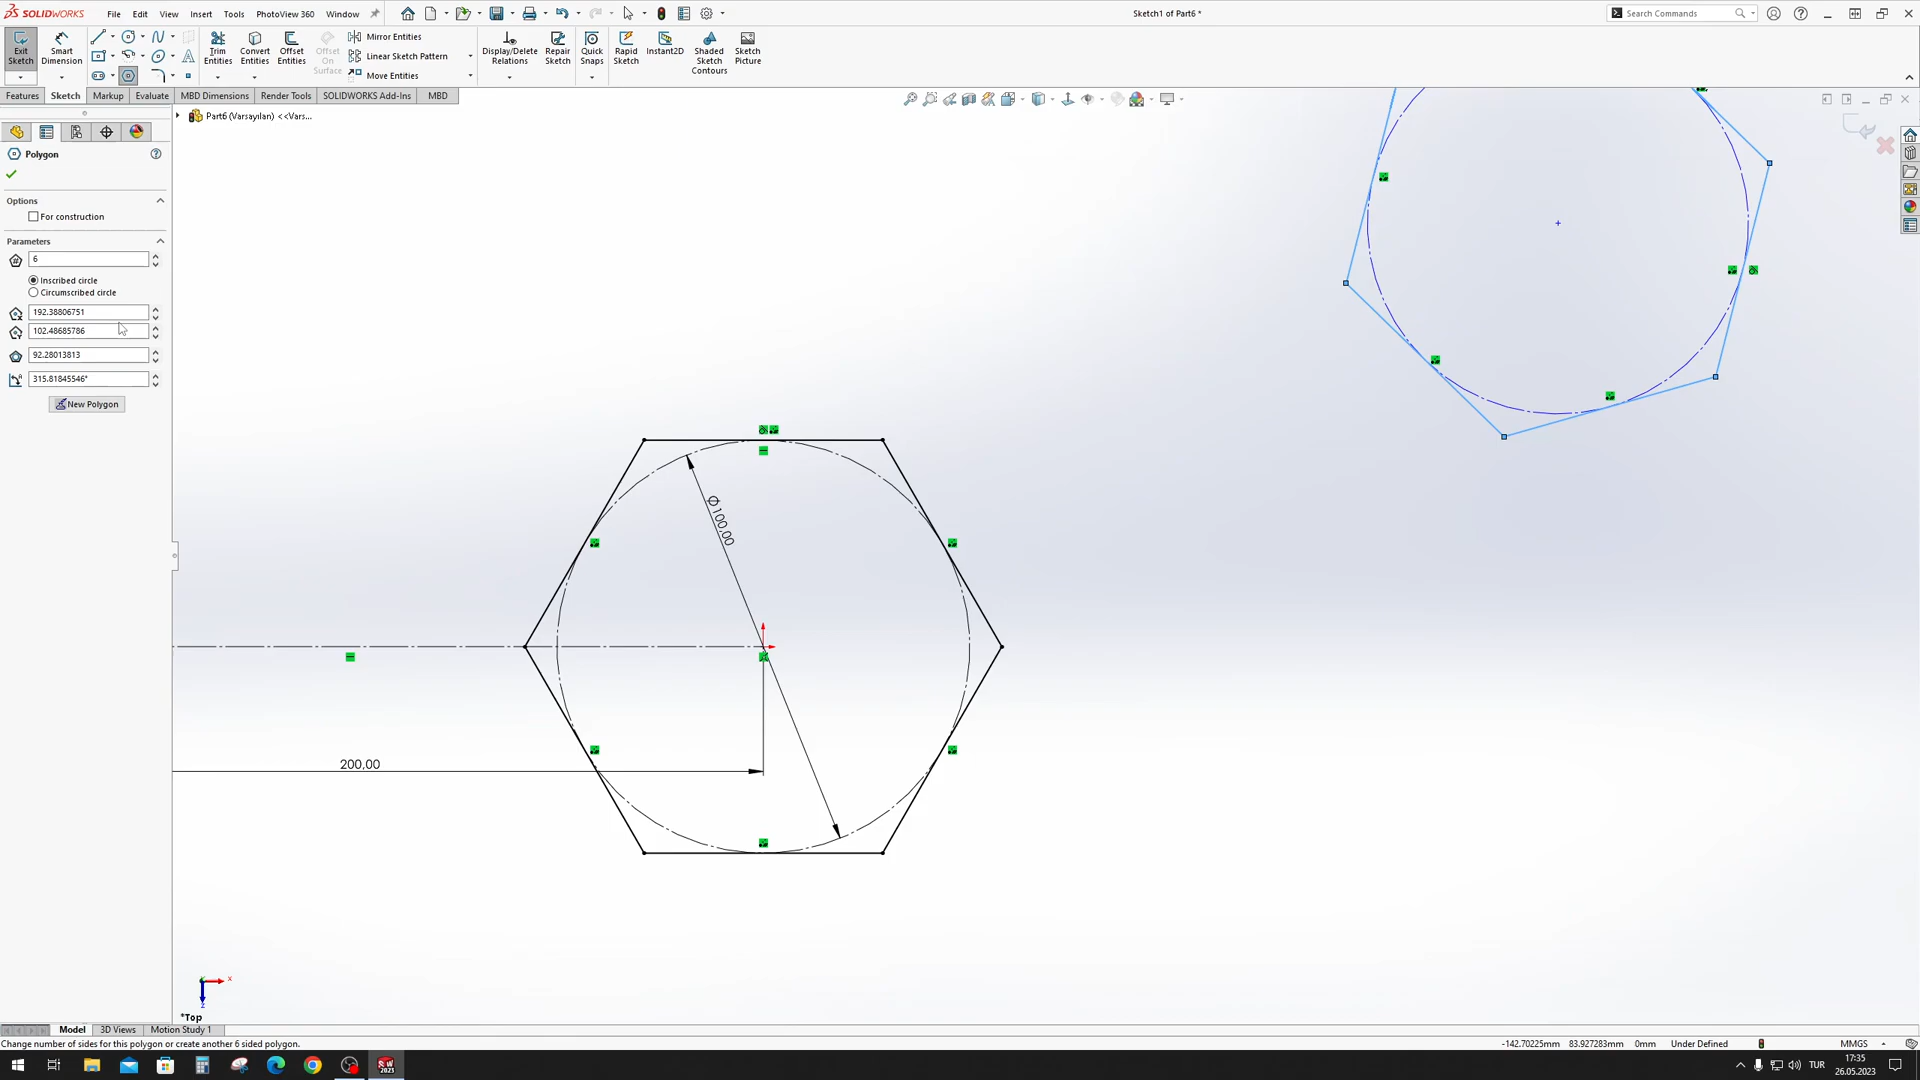 SOLIDWORKS File Edit View Insert Tools PhotoView 360 Window Sketch1 of Part6 * Search Commands
Exit Sketch Smart Dimension Trim Entities Convert Entities Offset Entities Offset On Surface Mirror Entities Linear Sketch Pattern Move Entities Display/Delete Relations Repair Sketch Quick Snaps Rapid Sketch Instant2D Shaded Sketch Contours Sketch Picture
Features Sketch Markup Evaluate MBD Dimensions Render Tools SOLIDWORKS Add-Ins MBD
Part6 (Varsayılan) <<Vars...
Polygon
Options
For construction
Parameters
6
Inscribed circle
Circumscribed circle
192.38806751
102.48685786
92.28013813
315.81845546°
New Polygon
Ø100,00
200,00
*Top
Model 3D Views Motion Study 1
Change number of sides for this polygon or create another 6 sided polygon. -142.70225mm 83.927283mm 0mm Under Defined MMGS
TUR 17:35
26.05.2023